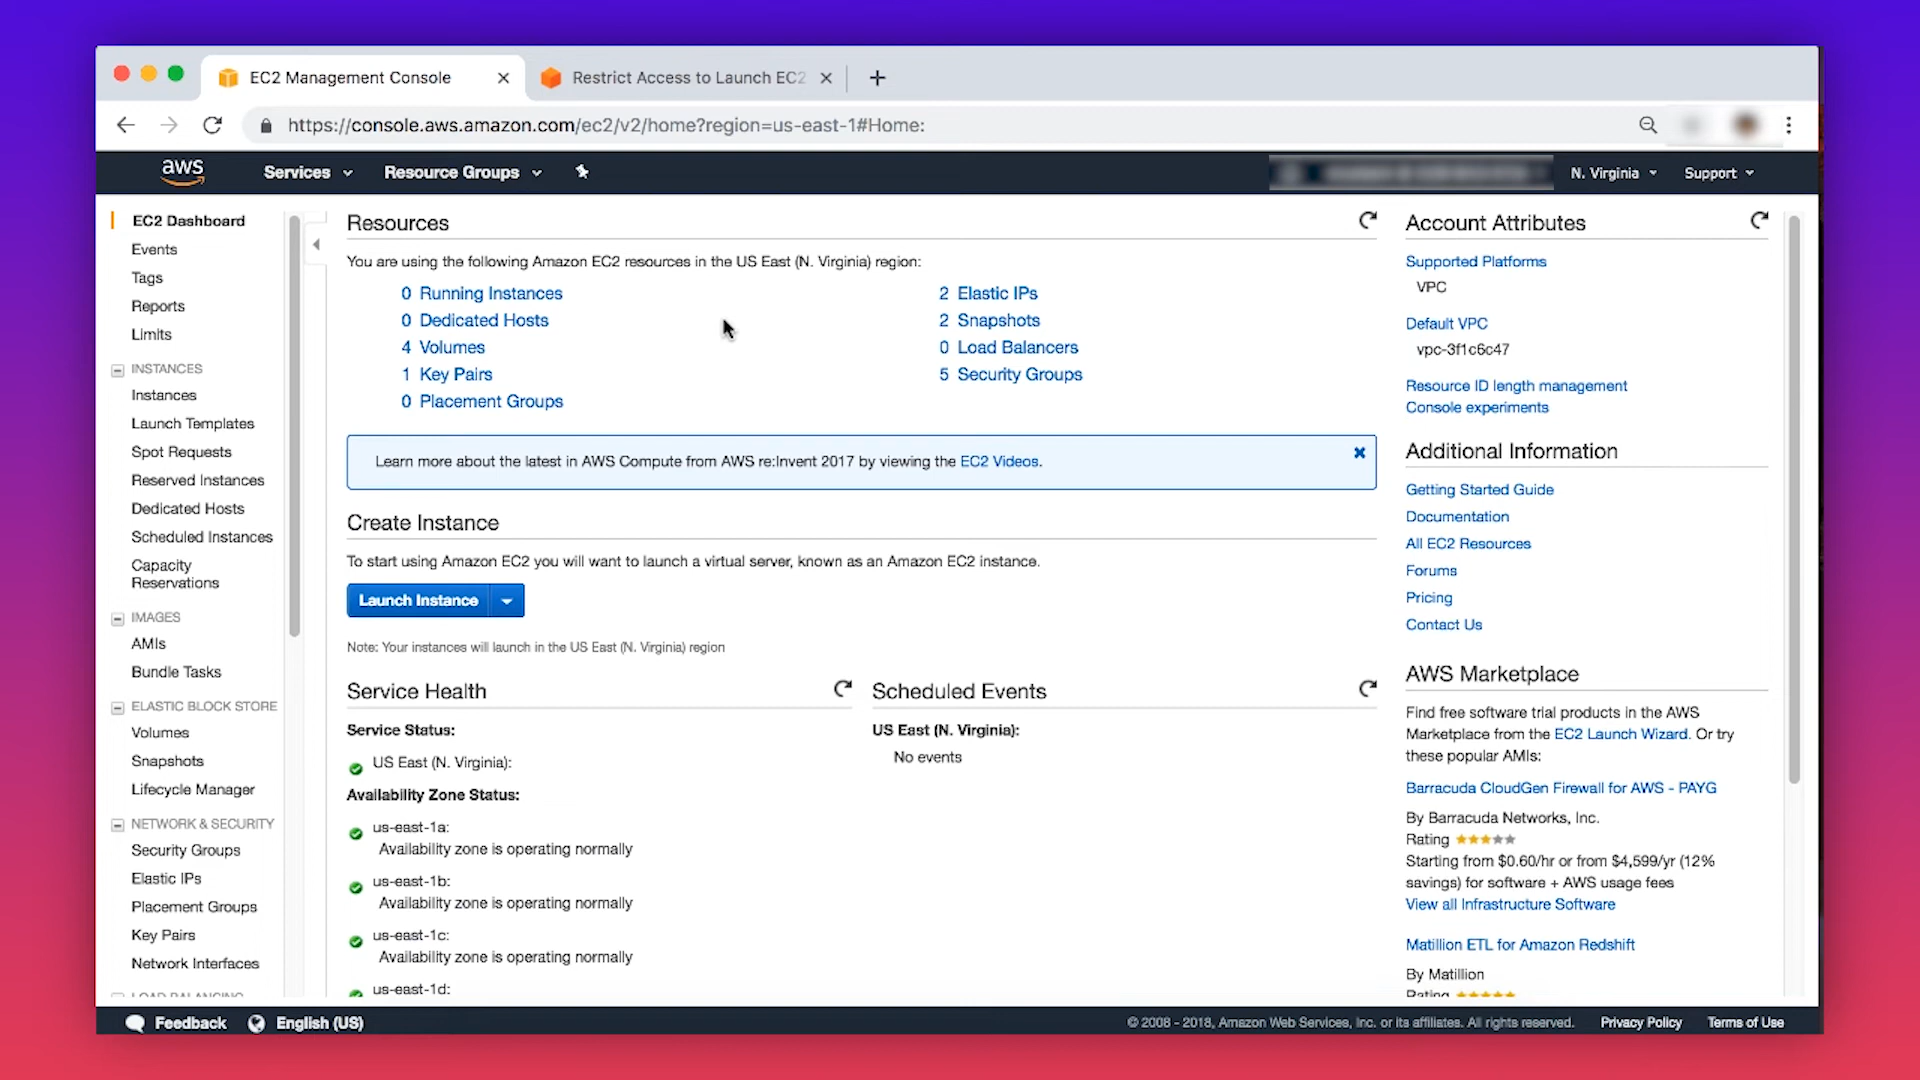 EC2 Management Console
Restrict Access to Launch EC2
https://console.aws.amazon.com/ec2/v2/home?region=us-east-1#Home:
aws
Services
Resource Groups
N. Virginia
Support
EC2 Dashboard
Events
Tags
Reports
Limits
INSTANCES
Instances
Launch Templates
Spot Requests
Reserved Instances
Dedicated Hosts
Scheduled Instances
Capacity
Reservations
IMAGES
AMIs
Bundle Tasks
ELASTIC BLOCK STORE
Volumes
Snapshots
Lifecycle Manager
NETWORK & SECURITY
Security Groups
Elastic IPs
Placement Groups
Key Pairs
Network Interfaces
LOAD BALANCING
Resources
You are using the following Amazon EC2 resources in the US East (N. Virginia) region:
0 Running Instances
0 Dedicated Hosts
4 Volumes
1 Key Pairs
0 Placement Groups
2 Elastic IPs
2 Snapshots
0 Load Balancers
5 Security Groups
Learn more about the latest in AWS Compute from AWS re:Invent 2017 by viewing the EC2 Videos.
Create Instance
To start using Amazon EC2 you will want to launch a virtual server, known as an Amazon EC2 instance.
Launch Instance
Note: Your instances will launch in the US East (N. Virginia) region
Service Health
Service Status:
US East (N. Virginia):
Availability Zone Status:
us-east-1a:
Availability zone is operating normally
us-east-1b:
Availability zone is operating normally
us-east-1c:
Availability zone is operating normally
us-east-1d:
Scheduled Events
US East (N. Virginia):
No events
Account Attributes
Supported Platforms
VPC
Default VPC
vpc-3f1c6c47
Resource ID length management
Console experiments
Additional Information
Getting Started Guide
Documentation
All EC2 Resources
Forums
Pricing
Contact Us
AWS Marketplace
Find free software trial products in the AWS
Marketplace from the EC2 Launch Wizard. Or try
these popular AMIs:
Barracuda CloudGen Firewall for AWS - PAYG
By Barracuda Networks, Inc.
Rating
Starting from $0.60/hr or from $4,599/yr (12%
savings) for software + AWS usage fees
View all Infrastructure Software
Matillion ETL for Amazon Redshift
By Matillion
Rating
Feedback
English (US)
© 2008 - 2018, Amazon Web Services, Inc. or its affiliates. All rights reserved.
Privacy Policy
Terms of Use